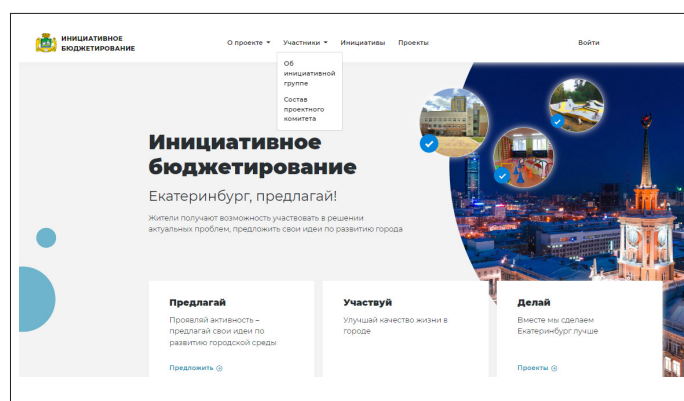 ИНИЦИАТИВНОЕ
БЮДЖЕТИРОВАНИЕ
О проекте Участники Инициативы Проекты Войти
Об
инициативной
группе
Состав
проектного
комитета
Инициативное
бюджетирование
Екатеринбург, предлагай!
Жители получают возможность участвовать в решении
актуальных проблем, предложить свои идеи по развитию города
Предлагай
Проявляй активность –
предлагай свои идеи по
развитию городской среды
Предложить
Участвуй
Улучшай качество жизни в
городе
Делай
Вместе мы сделаем
Екатеринбург лучше
Проекты